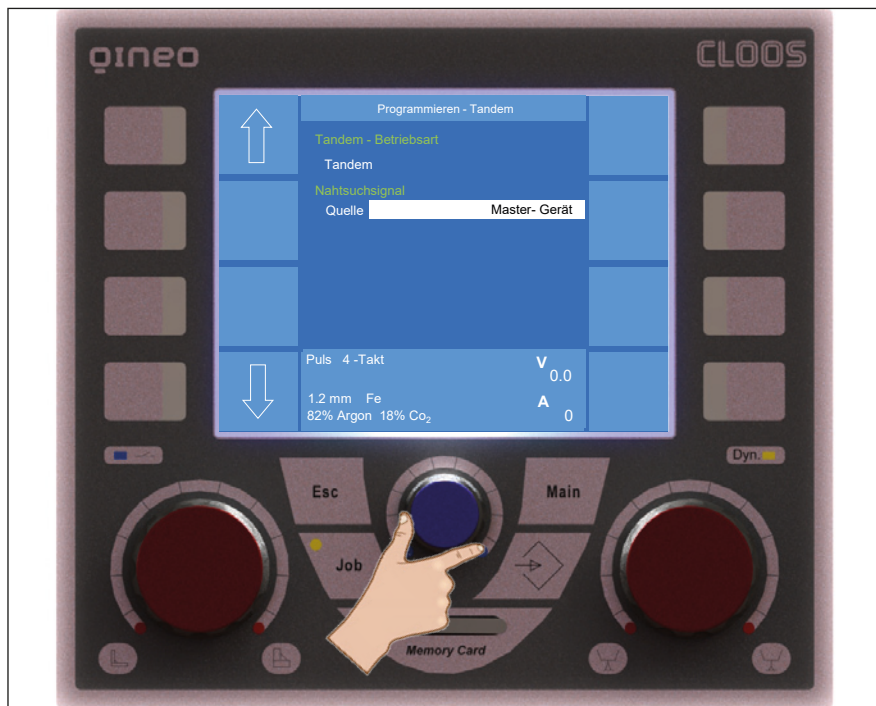 QINEO
CLOOS
Programmieren - Tandem
Tandem - Betriebsart
Tandem
Nahtsuchsignal
Quelle Master- Gerät
Puls 4 -Takt
V
0.0
1.2 mm Fe
A
82% Argon 18% Co₂
0
Dyn.
Esc
Main
Job
Memory Card